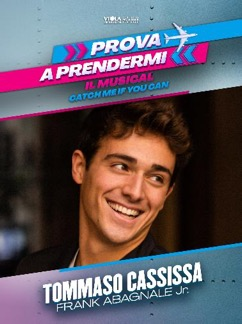 PROVA
A PRENDERMI
IL MUSICAL
CATCH ME IF YOU CAN
TOMMASO CASSISSA
FRANK ABAGNALE Jr.